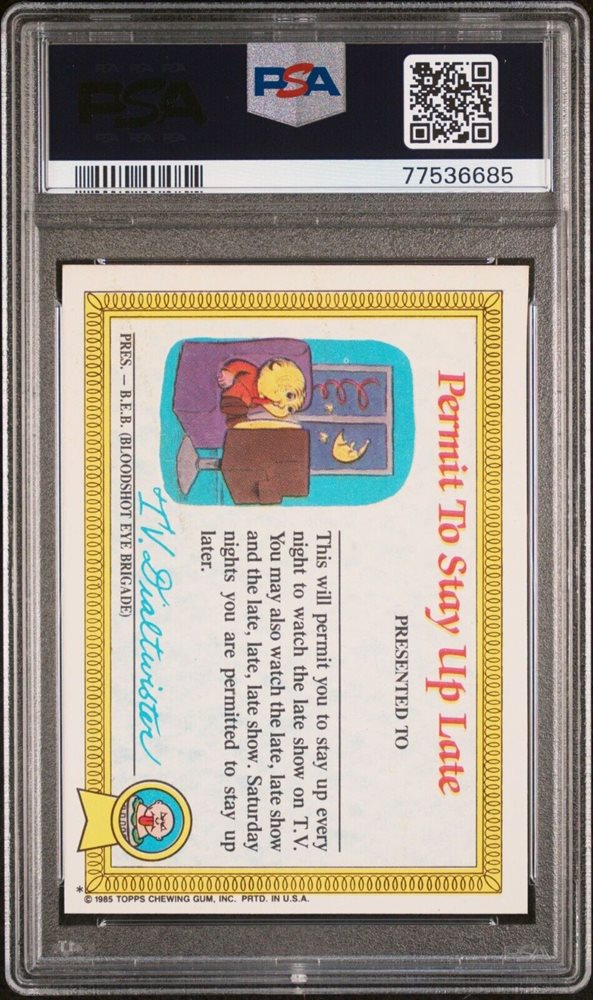 PSA
PSA
77536685
Permit To Stay Up Late
PRESENTED TO
This will permit you to stay up every
night to watch the late show on T.V.
You may also watch the late, late show
and the late, late, late show. Saturday
nights you are permitted to stay up
later.
T.V. Dialtwister
PRES. — B.E.B. (BLOODSHOT EYE BRIGADE)
* © 1985 TOPPS CHEWING GUM, INC. PRTD. IN U.S.A.
PSA